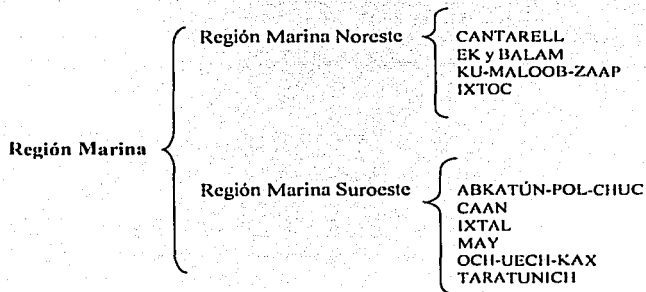 Región Marina
Región Marina Noreste
CANTARELL
EK y BALAM
KU-MALOOB-ZAAP
IXTOC
Región Marina Suroeste
ABKATÚN-POL-CHUC
CAAN
IXTAL
MAY
OCH-UECH-KAX
TARATUNICH